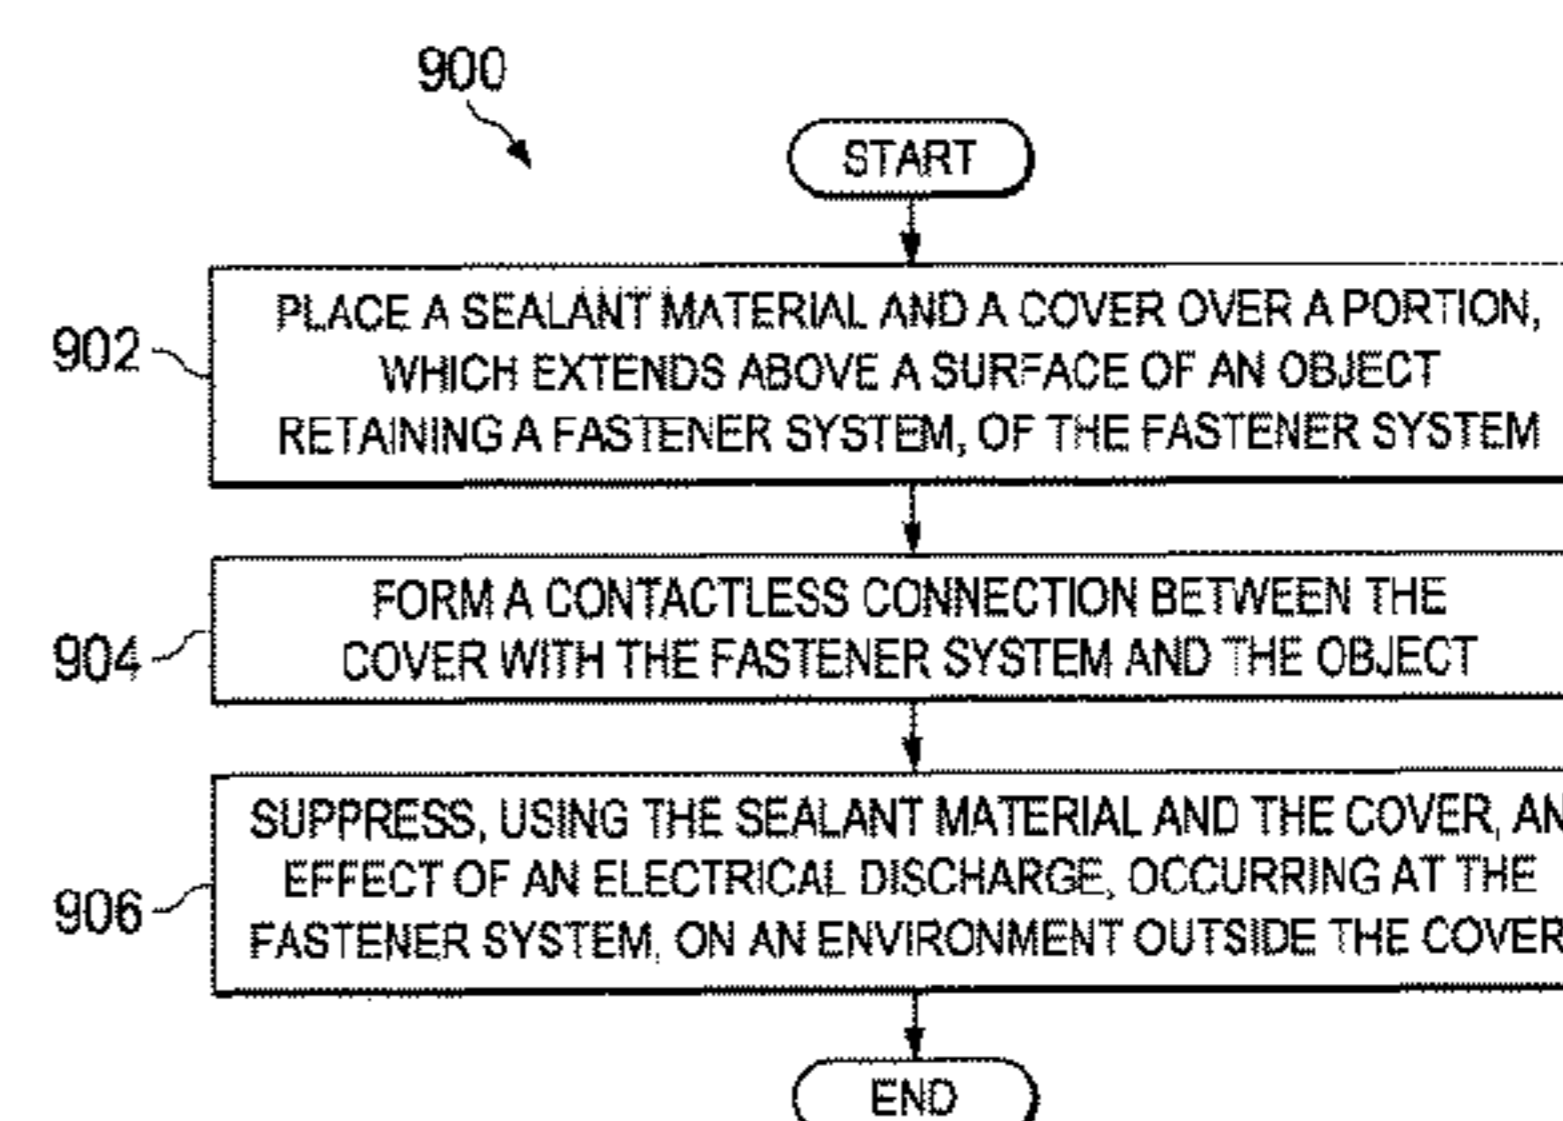 900
START
902
PLACE A SEALANT MATERIAL AND A COVER OVER A PORTION,
WHICH EXTENDS ABOVE A SURFACE OF AN OBJECT
RETAINING A FASTENER SYSTEM, OF THE FASTENER SYSTEM
904
FORM A CONTACTLESS CONNECTION BETWEEN THE
COVER WITH THE FASTENER SYSTEM AND THE OBJECT
906
SUPPRESS, USING THE SEALANT MATERIAL AND THE COVER, AN
EFFECT OF AN ELECTRICAL DISCHARGE, OCCURRING AT THE
FASTENER SYSTEM, ON AN ENVIRONMENT OUTSIDE THE COVER
END